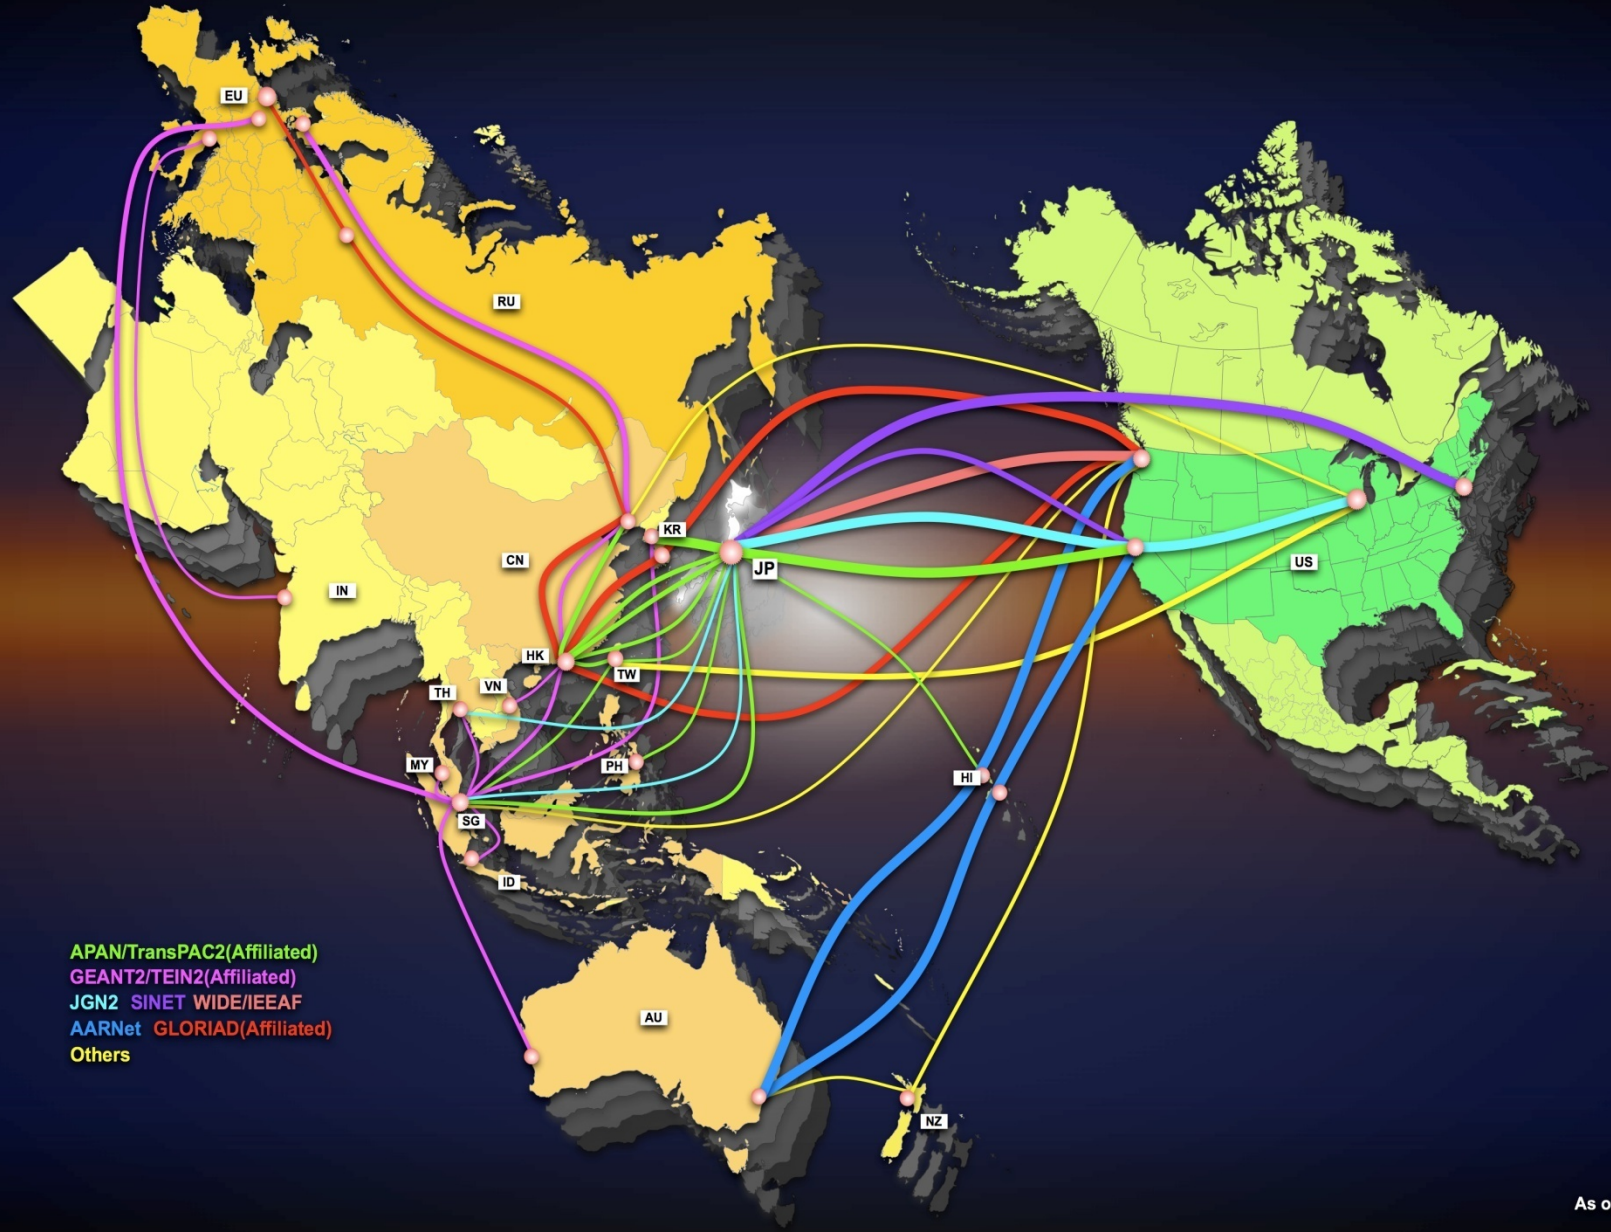 EU
RU
KR
CN
JP
US
IN
HK
TW
VN
TH
MY
PH
HI
SG
ID
APAN/TransPAC2(Affiliated)
GEANT2/TEIN2(Affiliated)
JGN2 SINET WIDE/IEEAF
AARNet GLORIAD(Affiliated)
Others
AU
NZ
As o